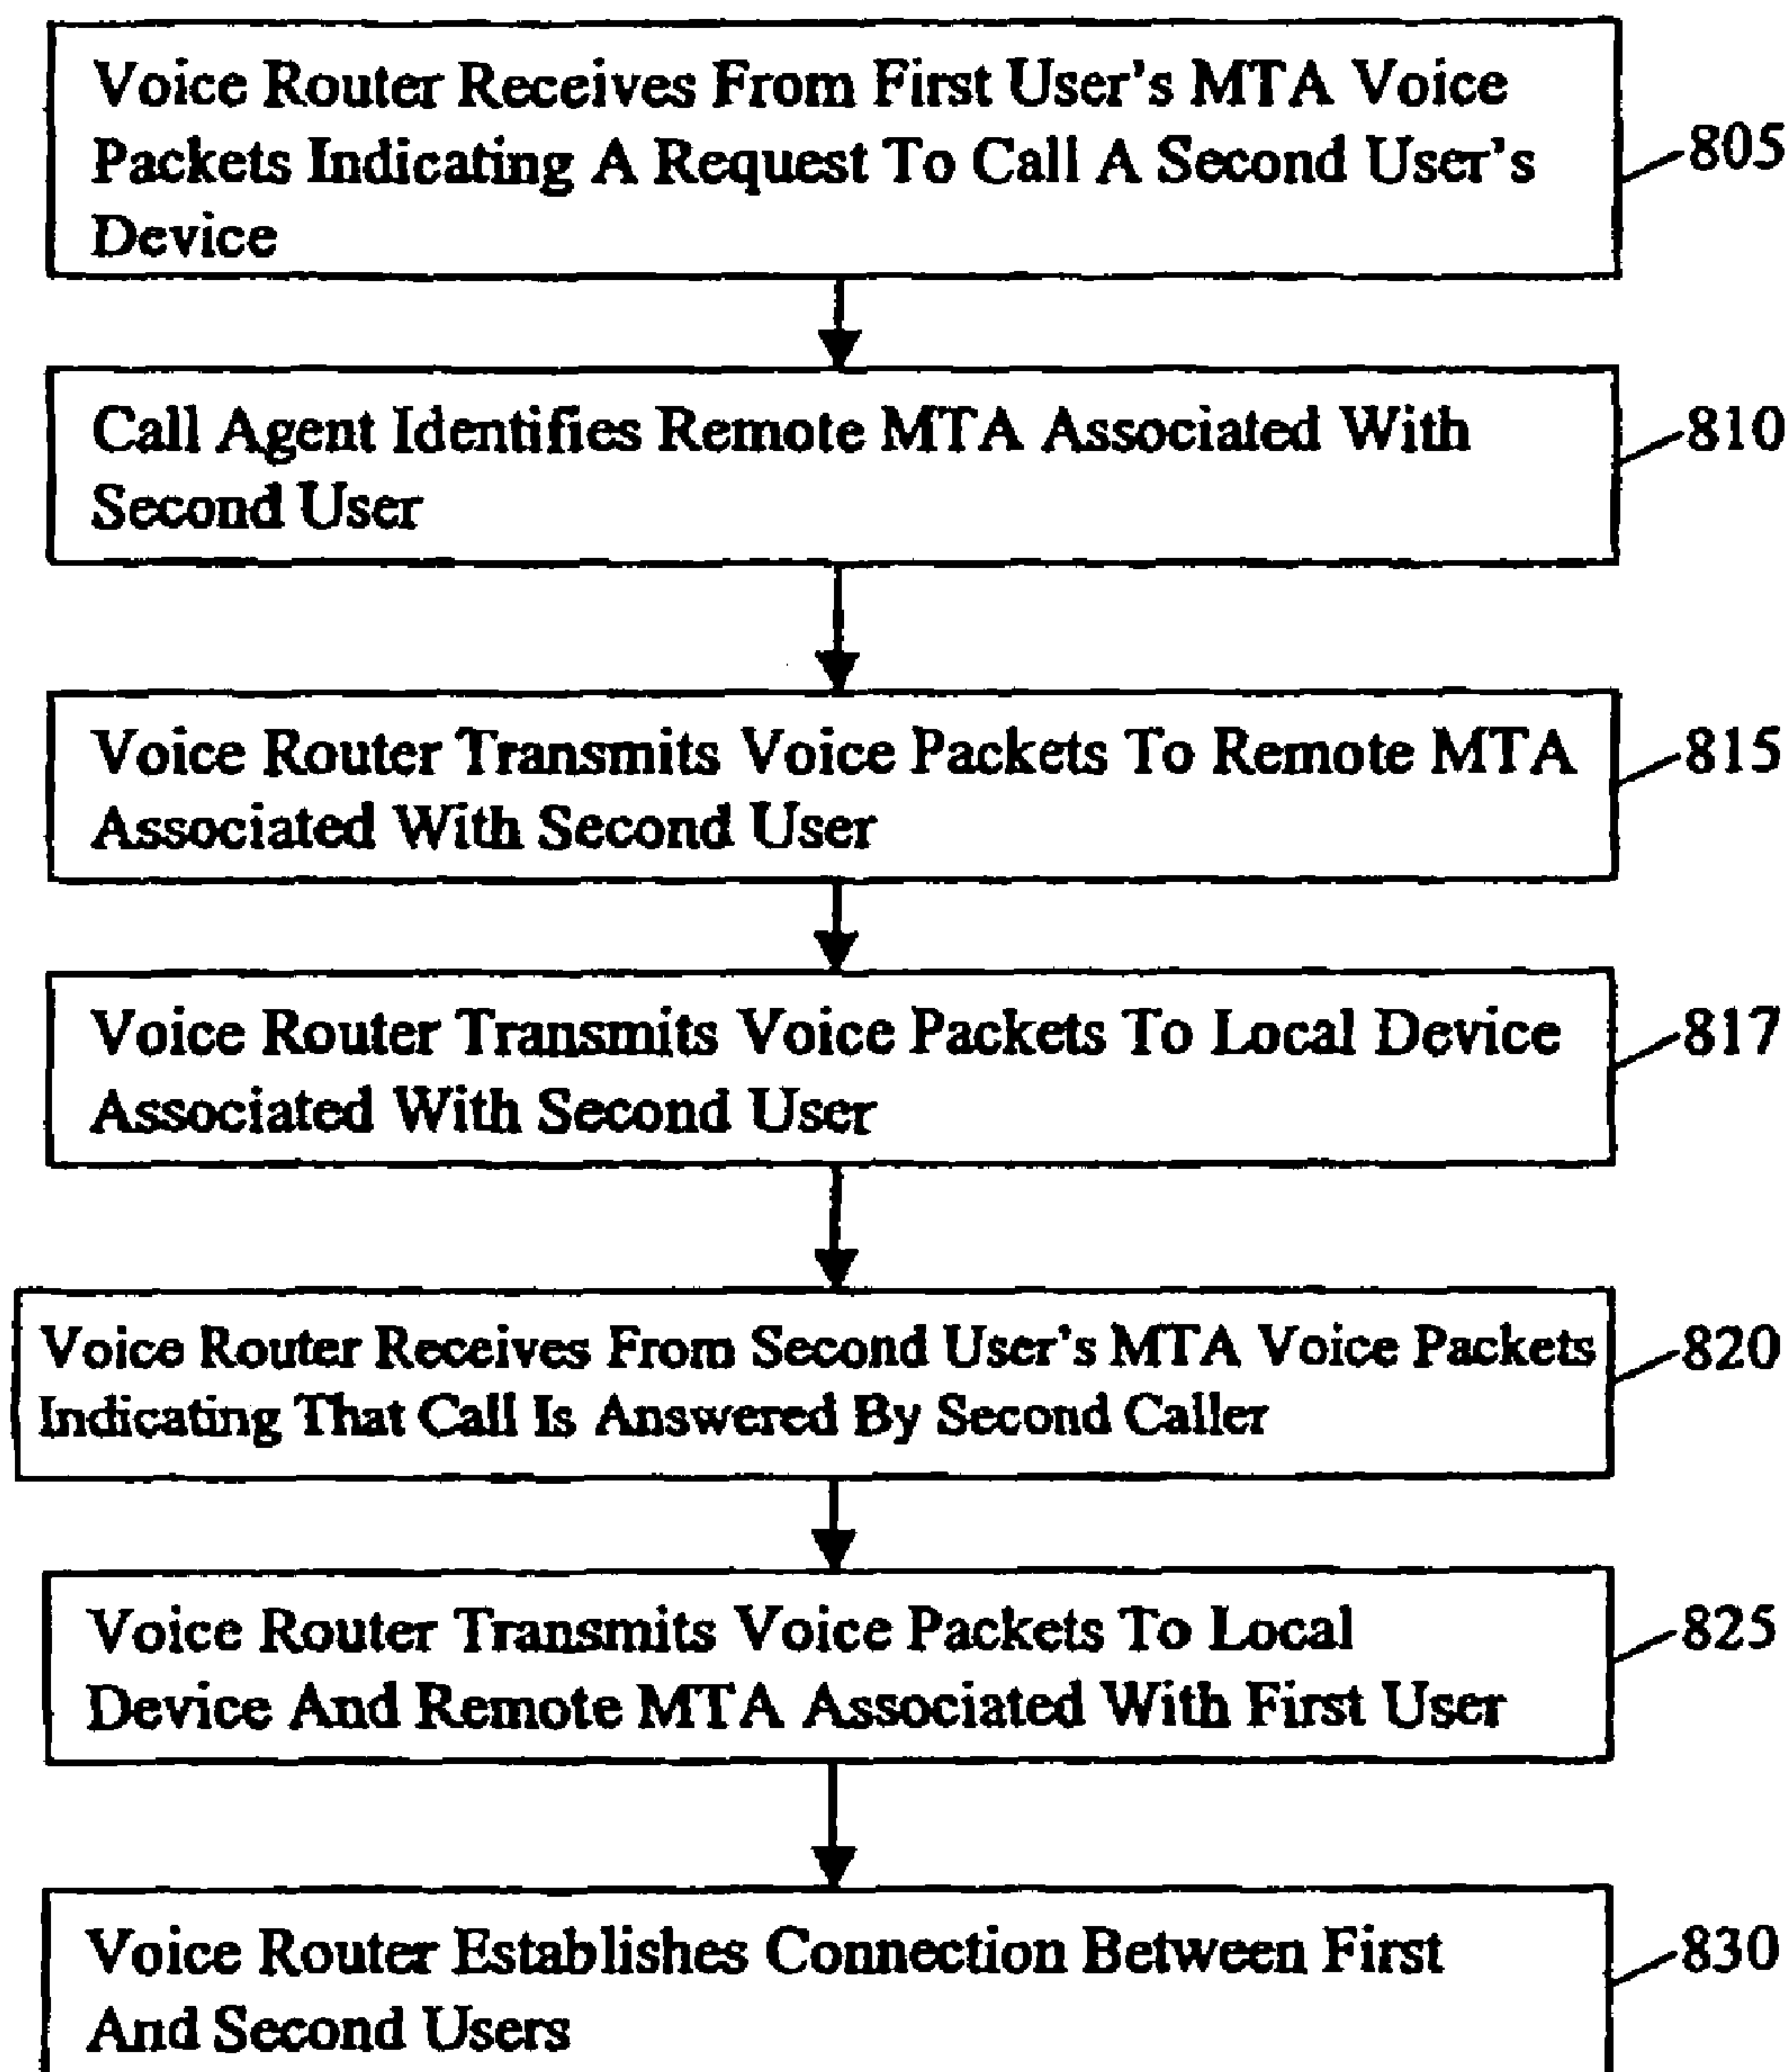 Voice Router Receives From First User's MTA Voice
Packets Indicating A Request To Call A Second User's
Device
805
Call Agent Identifies Remote MTA Associated With
Second User
810
Voice Router Transmits Voice Packets To Remote MTA
Associated With Second User
815
Voice Router Transmits Voice Packets To Local Device
Associated With Second User
817
Voice Router Receives From Second User's MTA Voice Packets
Indicating That Call Is Answered By Second Caller
820
Voice Router Transmits Voice Packets To Local
Device And Remote MTA Associated With First User
825
Voice Router Establishes Connection Between First
And Second Users
830